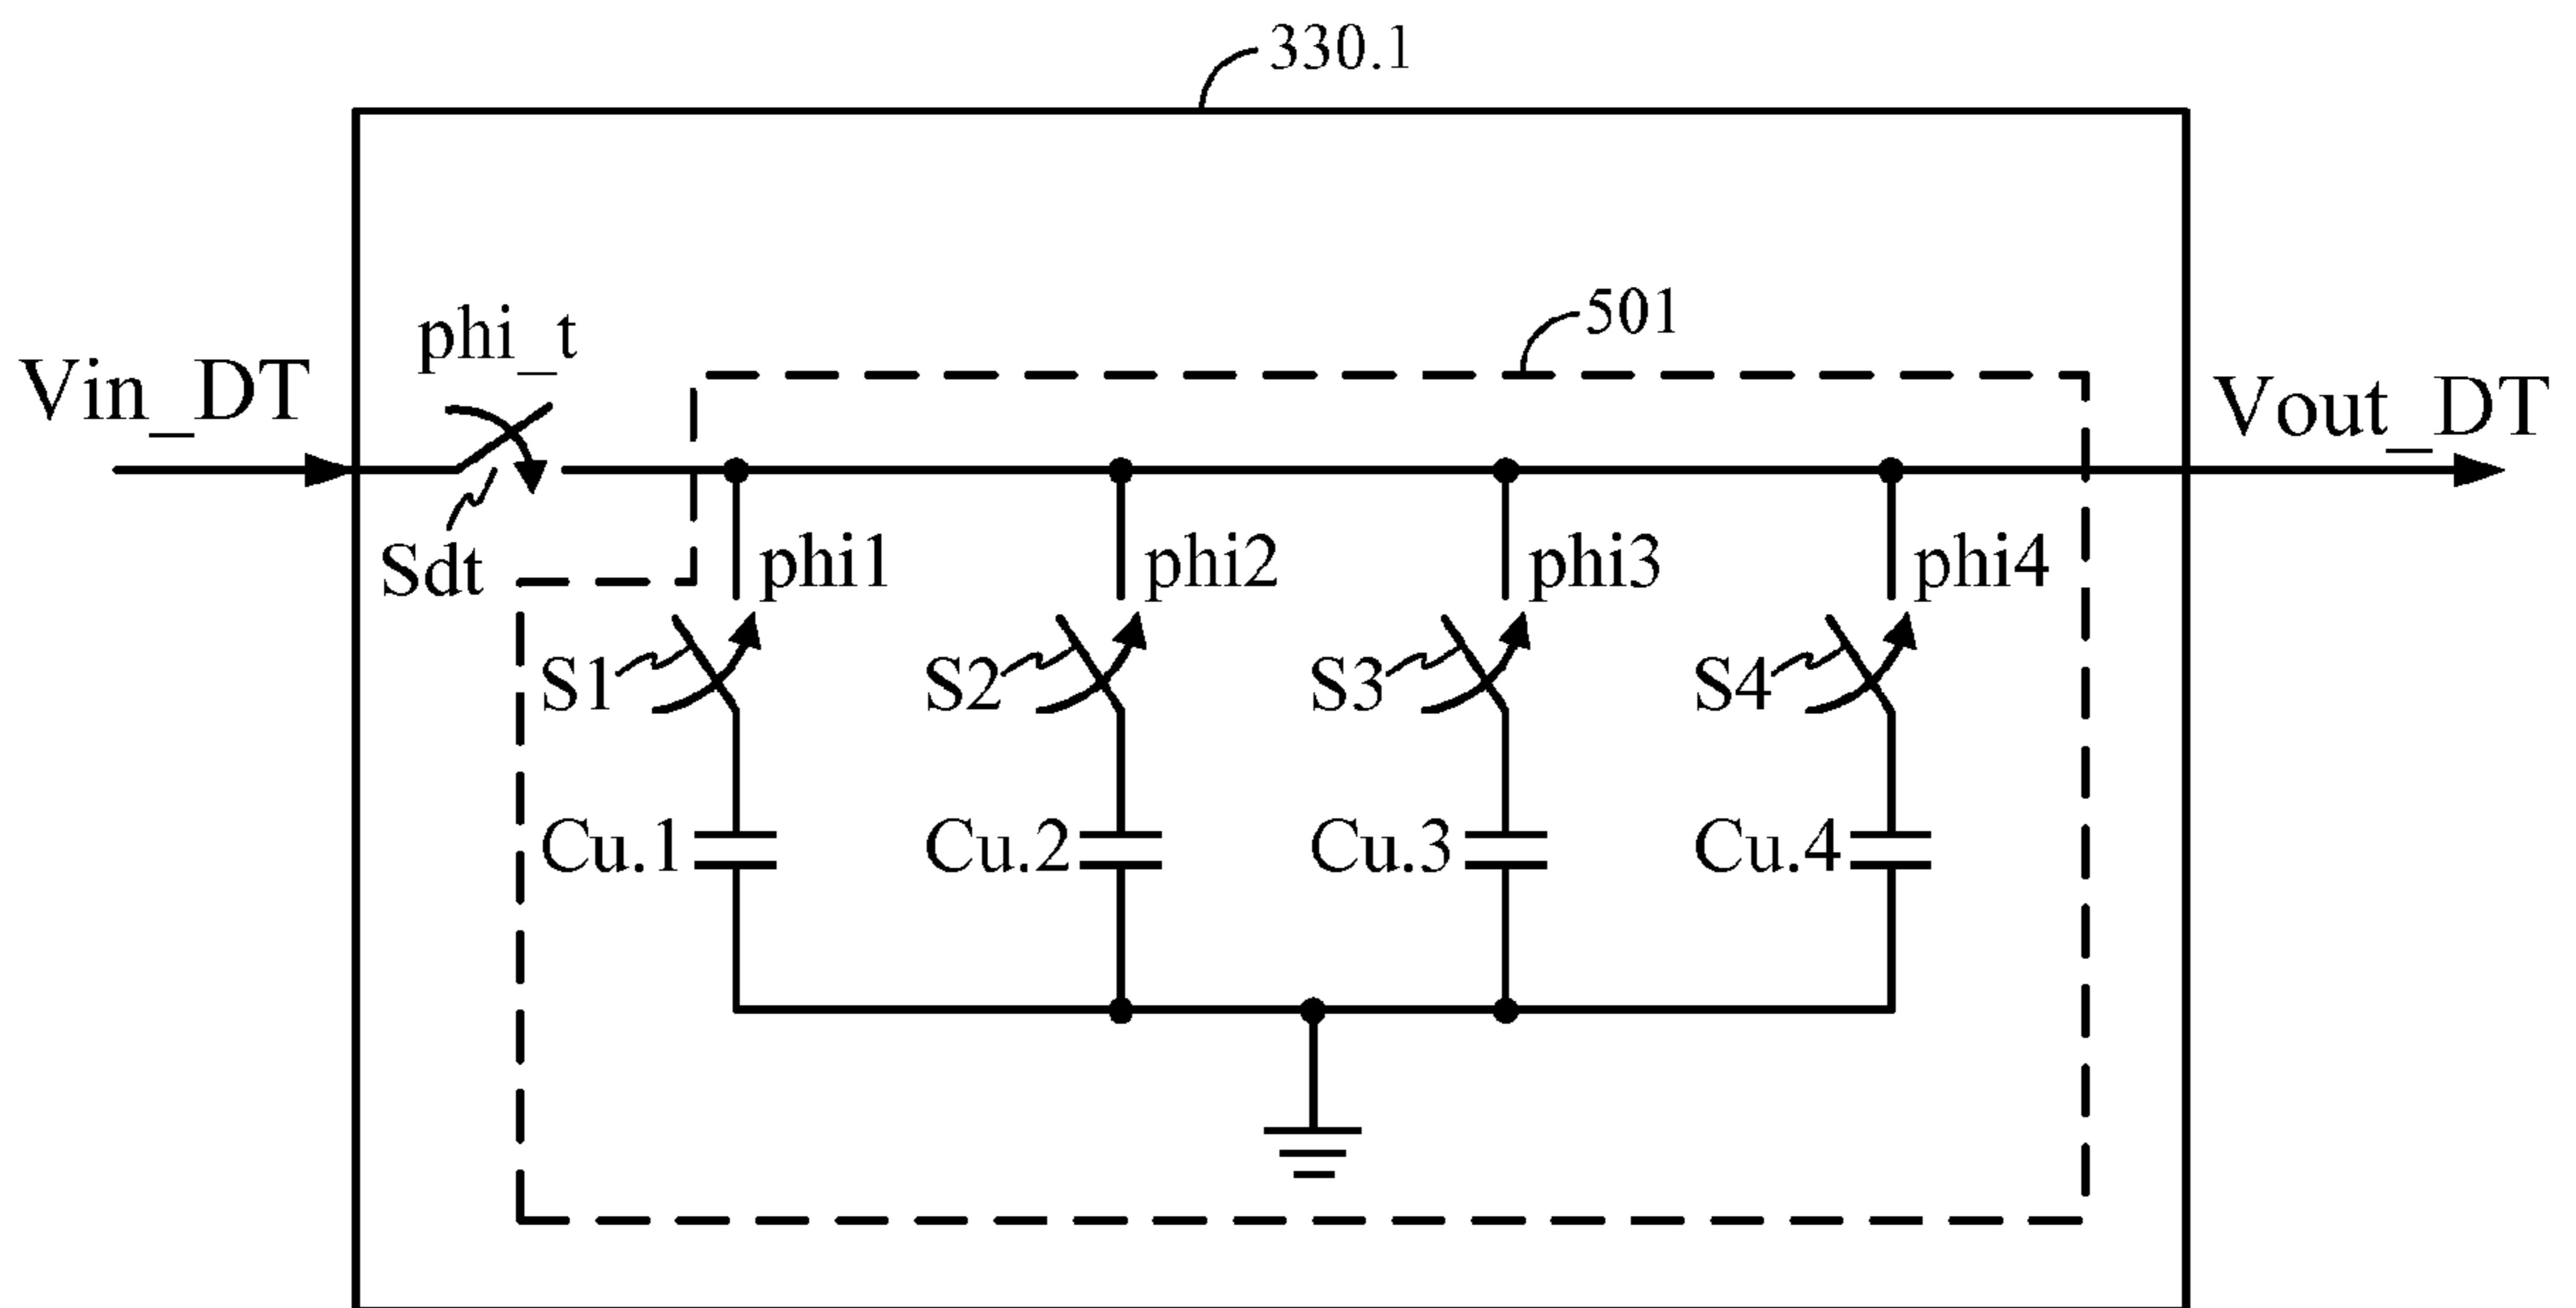 330.1
501
phi_t
Vin_DT
Vout_DT
Sdt
phi1
phi2
phi3
phi4
S1
S2
S3
S4
Cu.1
Cu.2
Cu.3
Cu.4